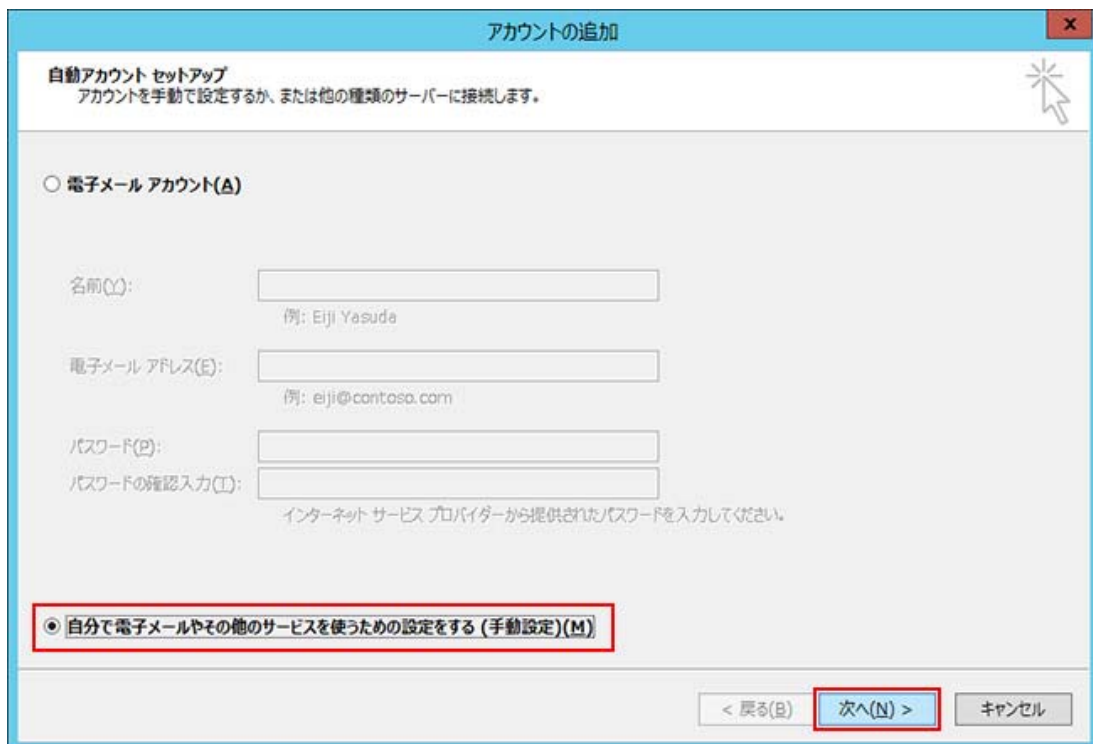 アカウントの追加
x
自動アカウント セットアップ
アカウントを手動で設定するか、または他の種類のサーバーに接続します。
電子メール アカウント(A)
名前(Y):
例: Eiji Yasuda
電子メール アドレス(E):
例: eiji@contoso.com
パスワード(P):
パスワードの確認入力(T):
インターネット サービス プロバイダーから提供されたパスワードを入力してください。
自分で電子メールやその他のサービスを使うための設定をする (手動設定)(M)
< 戻る(B) 次へ(N) > キャンセル